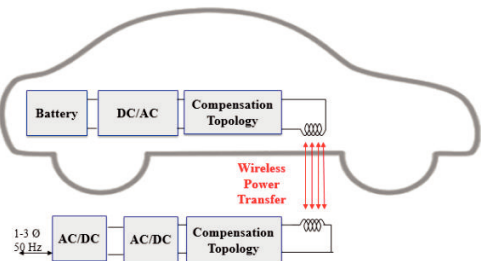 Battery
DC/AC
Compensation
Topology
Wireless
Power
Transfer
1-3 Ø
50 Hz
AC/DC
AC/DC
Compensation
Topology